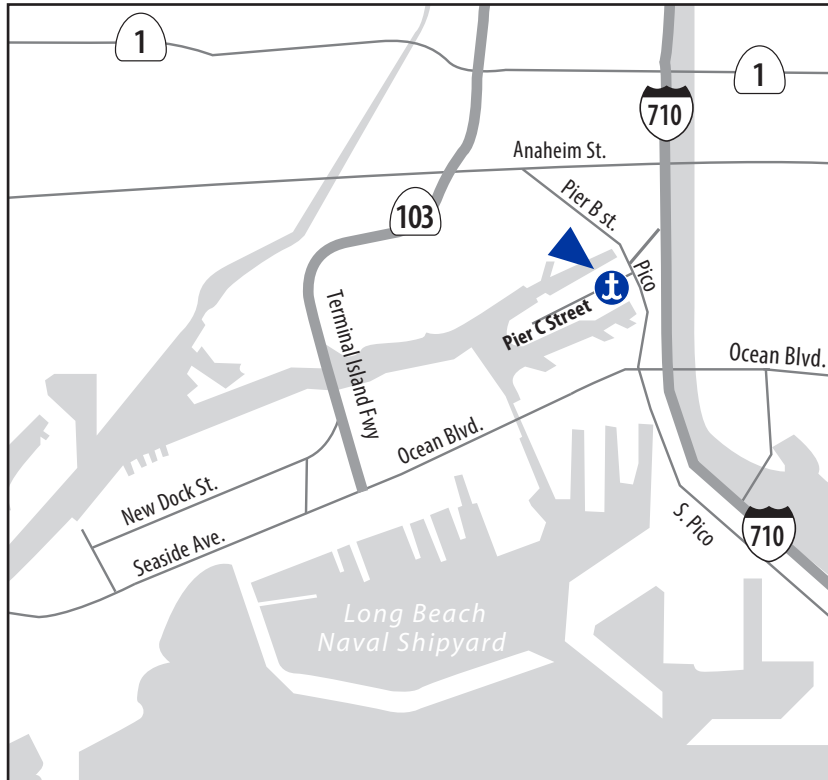 1
1
710
Anaheim St.
Pier B st.
103
Pico
Pier C Street
Terminal Island Fwy
Ocean Blvd.
Ocean Blvd.
New Dock St.
S. Pico
710
Seaside Ave.
Long Beach
Naval Shipyard